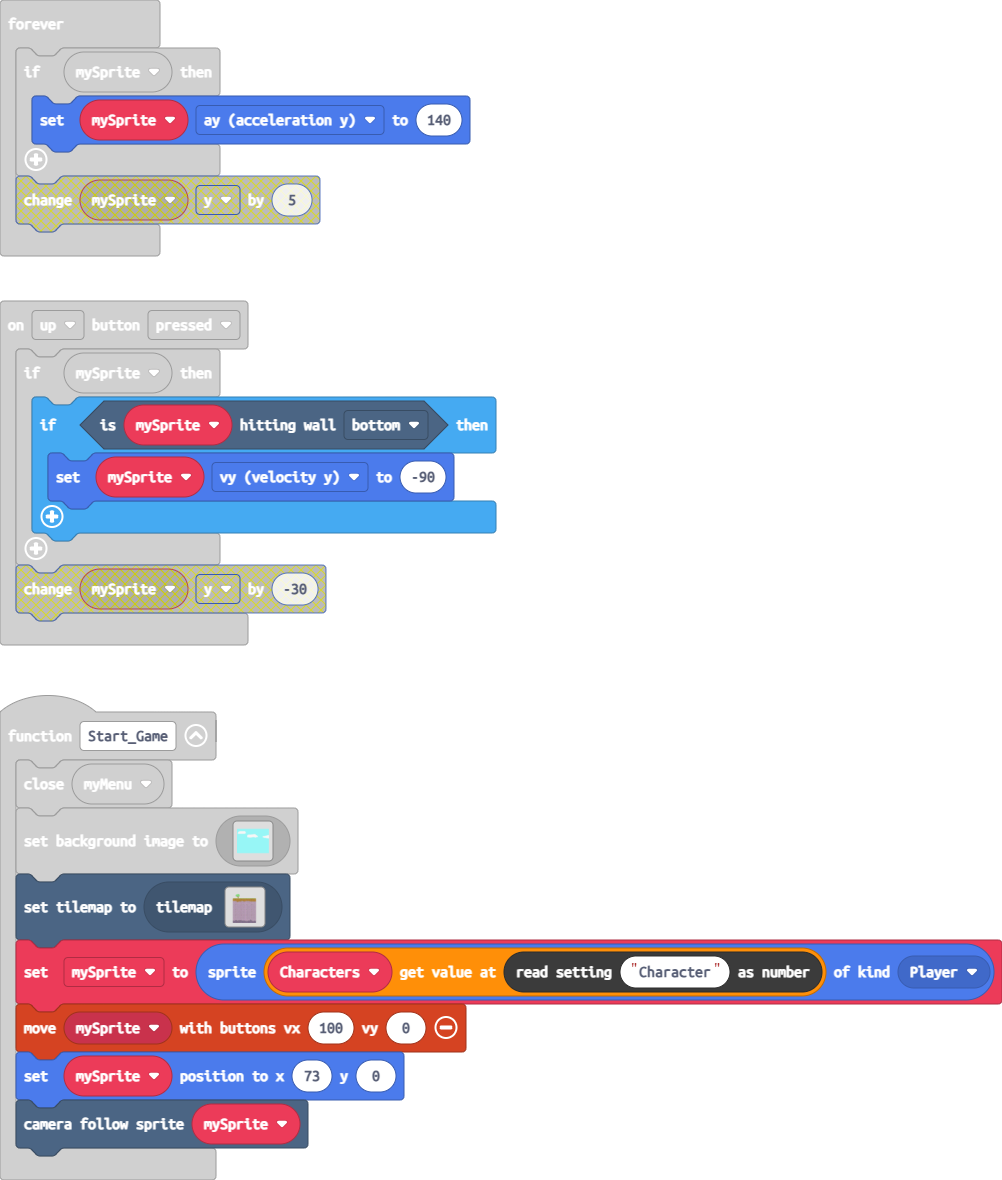 forever
if mySprite then
set mySprite ay (acceleration y) to 140
change mySprite y by 5
on up button pressed
if mySprite then
if is mySprite hitting wall bottom then
set mySprite vy (velocity y) to -90
change mySprite y by -30
function Start_Game
close myMenu
set background image to
set tilemap to tilemap
set mySprite to sprite Characters get value at read setting "Character" as number of kind Player
move mySprite with buttons vx 100 vy 0
set mySprite position to x 73 y 0
camera follow sprite mySprite